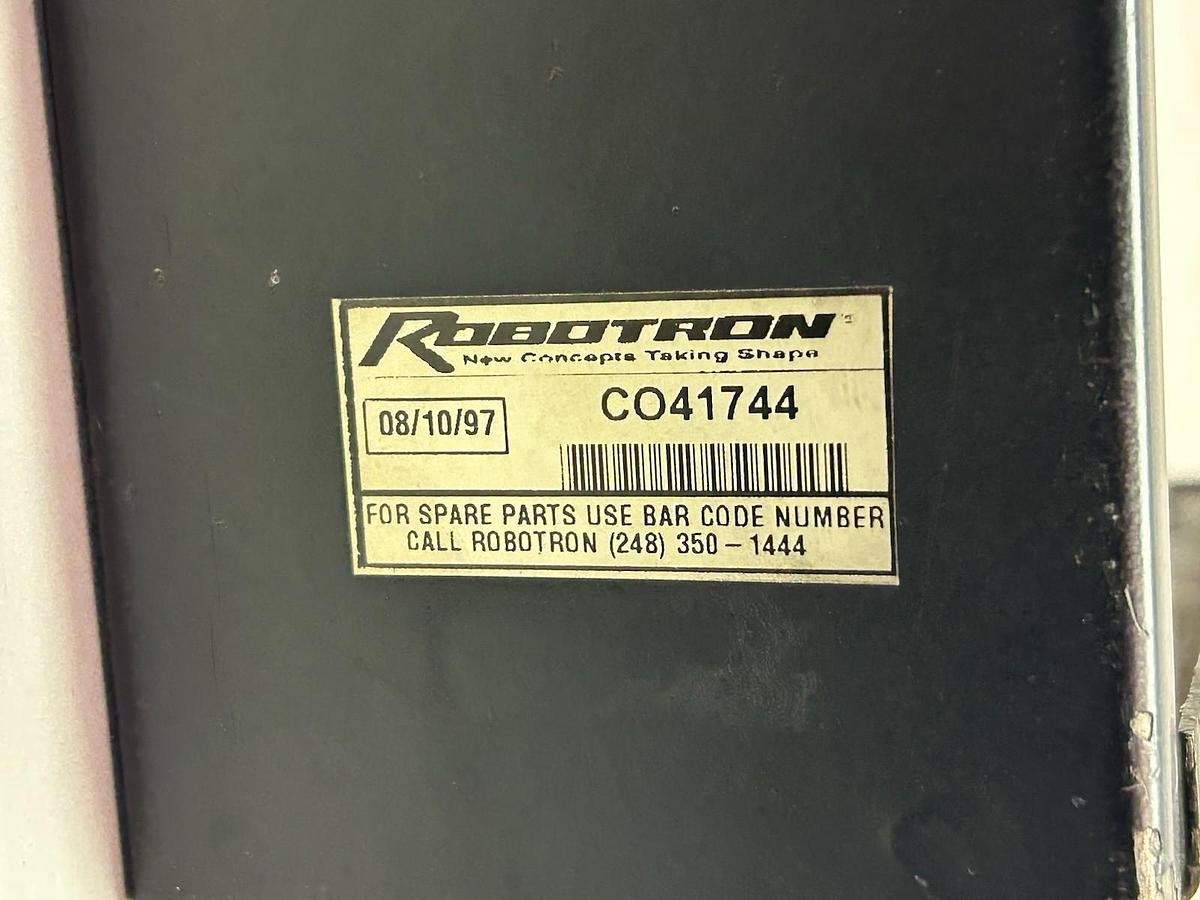 ROBOTRON
New Concepts Taking Shape
CO41744
08/10/97
FOR SPARE PARTS USE BAR CODE NUMBER
CALL ROBOTRON (248) 350-1444